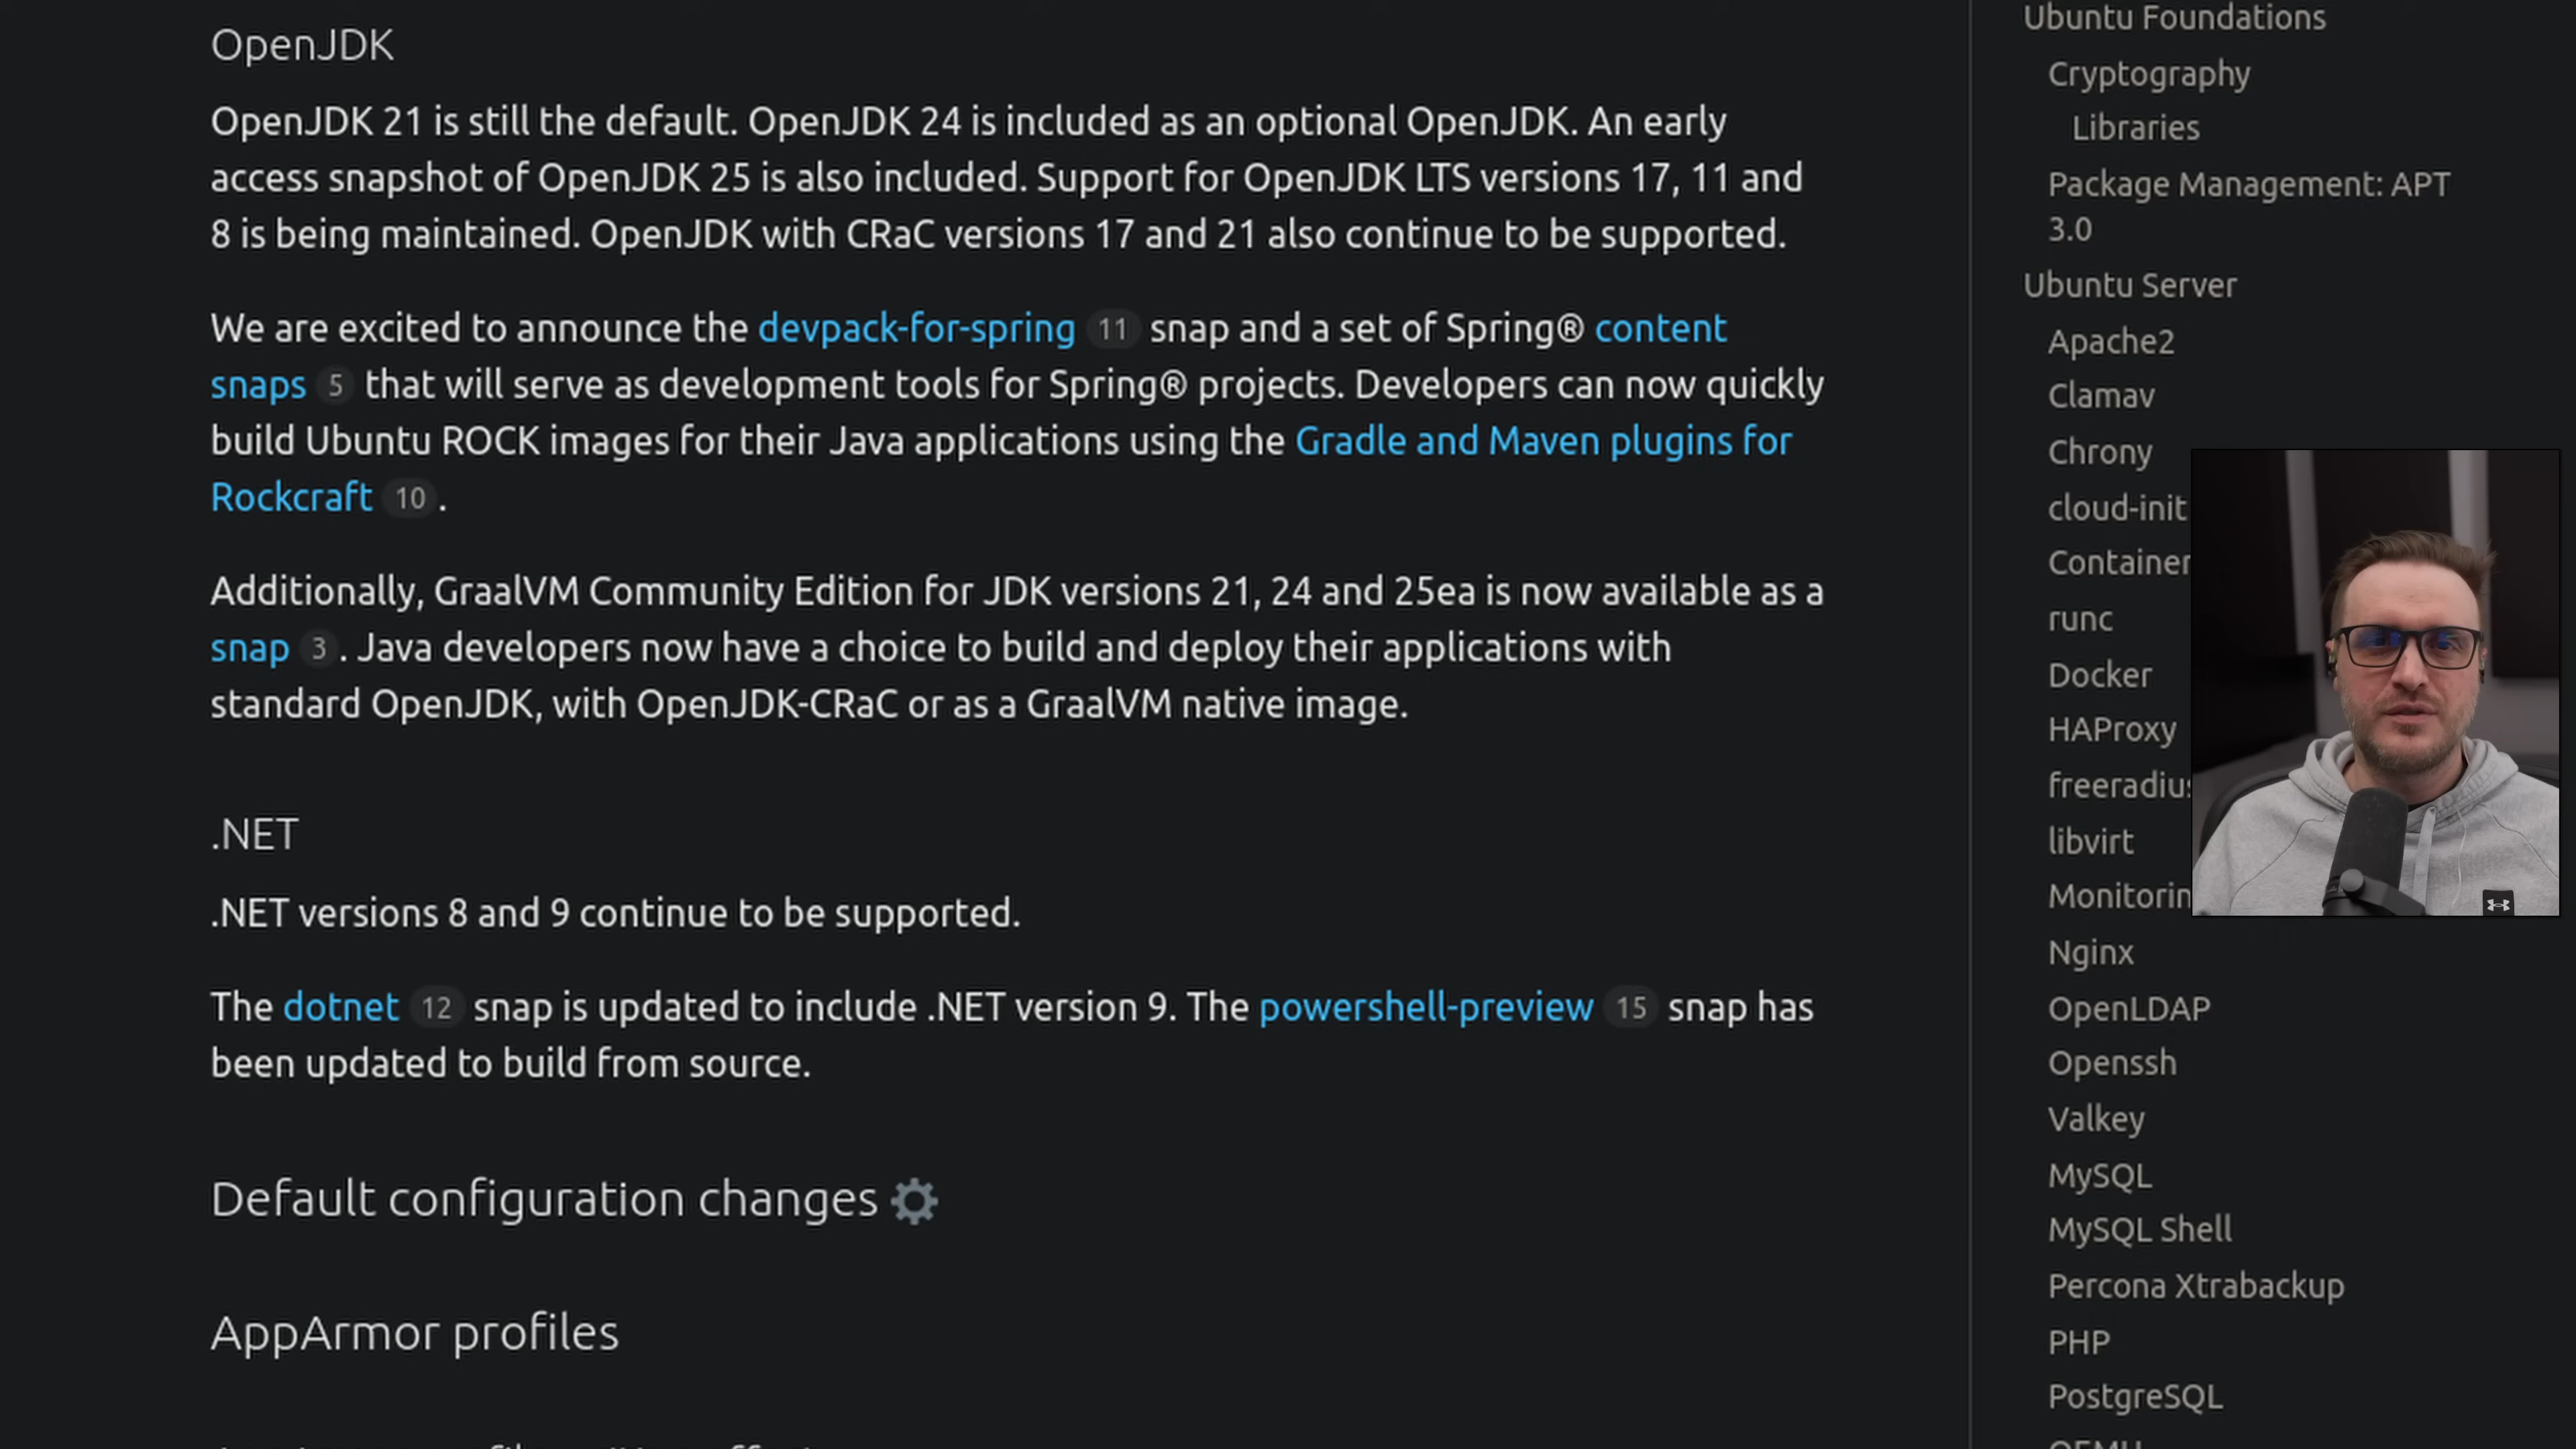 OpenJDK
OpenJDK 21 is still the default. OpenJDK 24 is included as an optional OpenJDK. An early
access snapshot of OpenJDK 25 is also included. Support for OpenJDK LTS versions 17, 11 and
8 is being maintained. OpenJDK with CRaC versions 17 and 21 also continue to be supported.
We are excited to announce the devpack-for-spring 11 snap and a set of Spring® content
snaps 5 that will serve as development tools for Spring® projects. Developers can now quickly
build Ubuntu ROCK images for their Java applications using the Gradle and Maven plugins for
Rockcraft 10 .
Additionally, GraalVM Community Edition for JDK versions 21, 24 and 25ea is now available as a
snap 3 . Java developers now have a choice to build and deploy their applications with
standard OpenJDK, with OpenJDK-CRaC or as a GraalVM native image.
.NET
.NET versions 8 and 9 continue to be supported.
The dotnet 12 snap is updated to include .NET version 9. The powershell-preview 15 snap has
been updated to build from source.
Default configuration changes
AppArmor profiles
Ubuntu Foundations
Cryptography
Libraries
Package Management: APT
3.0
Ubuntu Server
Apache2
Clamav
Chrony
cloud-init
Container
runc
Docker
HAProxy
freeradius
libvirt
Monitorin
Nginx
OpenLDAP
Openssh
Valkey
MySQL
MySQL Shell
Percona Xtrabackup
PHP
PostgreSQL